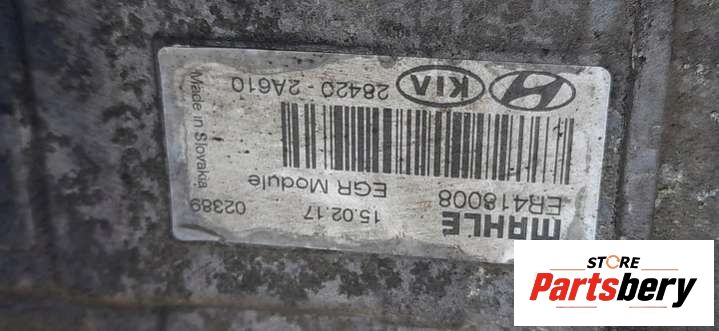 MAHLE
ER418008
15.02.17
02389
EGR Module
28420 - 2A610
KIA
Made in Slovakia
STORE
Partsbery